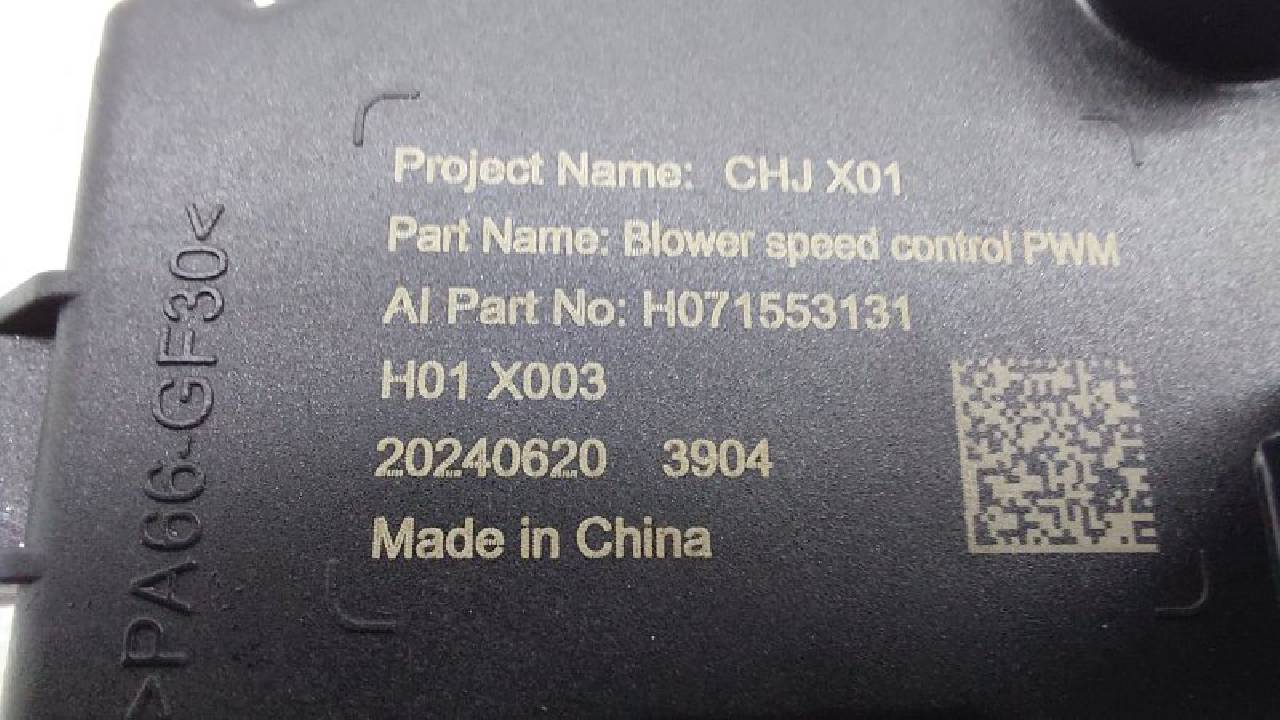 Project Name: CHJ X01
Part Name: Blower speed control PWM
AI Part No: H071553131
H01 X003
20240620 3904
Made in China
>PA66-GF30<